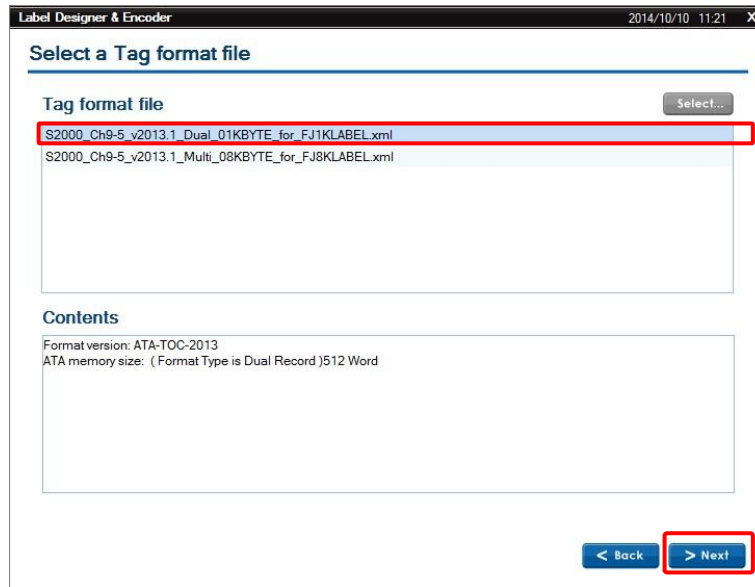 Label Designer & Encoder 2014/10/10 11:21 X
Select a Tag format file
Tag format file Select...
S2000_Ch9-5_v2013.1_Dual_01KBYTE_for_FJ1KLABEL.xml
S2000_Ch9-5_v2013.1_Multi_08KBYTE_for_FJ8KLABEL.xml
Contents
Format version: ATA-TOC-2013
ATA memory size: ( Format Type is Dual Record )512 Word
< Back > Next